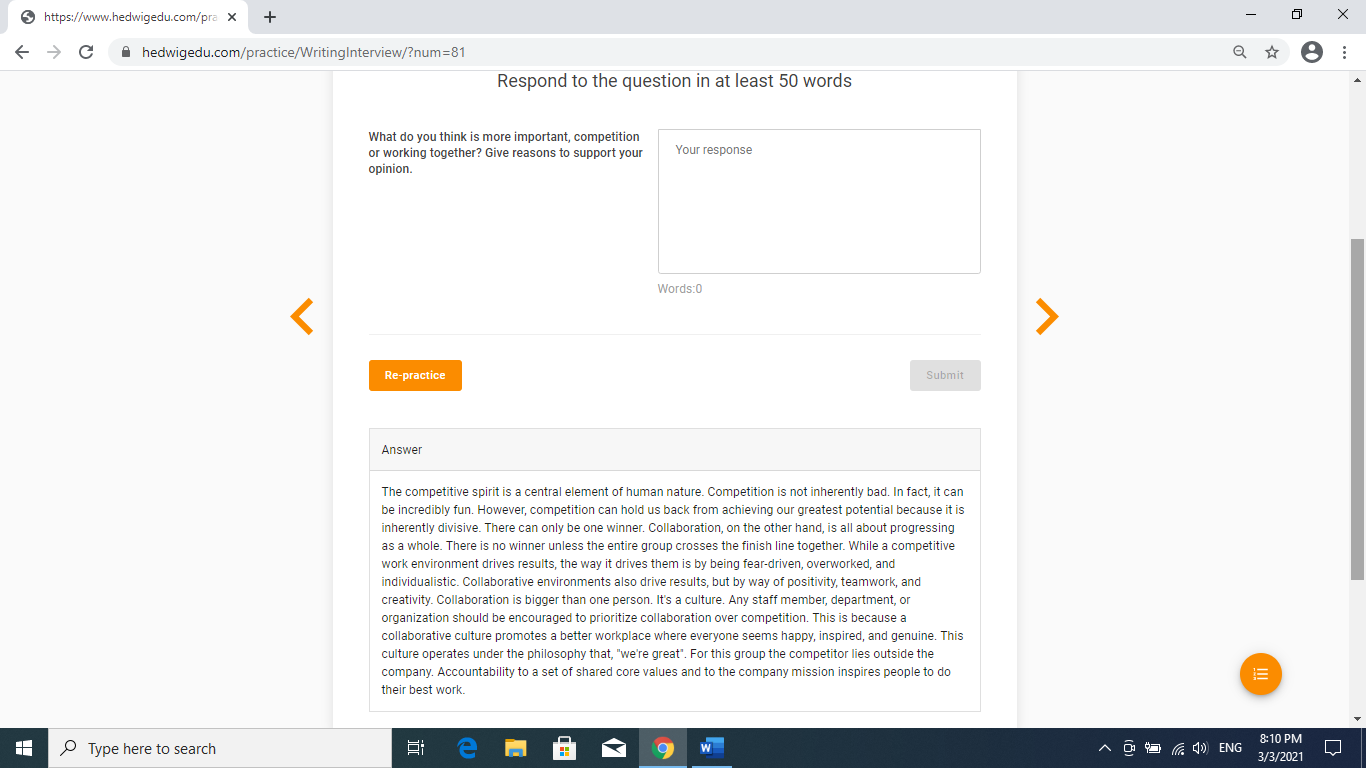 https://www.hedwigedu.com/pra
hedwigedu.com/practice/WritingInterview/?num=81
Respond to the question in at least 50 words
What do you think is more important, competition
or working together? Give reasons to support your
opinion.
Your response
Words:0
Re-practice
Submit
Answer
The competitive spirit is a central element of human nature. Competition is not inherently bad. In fact, it can
be incredibly fun. However, competition can hold us back from achieving our greatest potential because it is
inherently divisive. There can only be one winner. Collaboration, on the other hand, is all about progressing
as a whole. There is no winner unless the entire group crosses the finish line together. While a competitive
work environment drives results, the way it drives them is by being fear-driven, overworked, and
individualistic. Collaborative environments also drive results, but by way of positivity, teamwork, and
creativity. Collaboration is bigger than one person. It's a culture. Any staff member, department, or
organization should be encouraged to prioritize collaboration over competition. This is because a
collaborative culture promotes a better workplace where everyone seems happy, inspired, and genuine. This
culture operates under the philosophy that, "we're great". For this group the competitor lies outside the
company. Accountability to a set of shared core values and to the company mission inspires people to do
their best work.
Type here to search
ENG
8:10 PM
3/3/2021